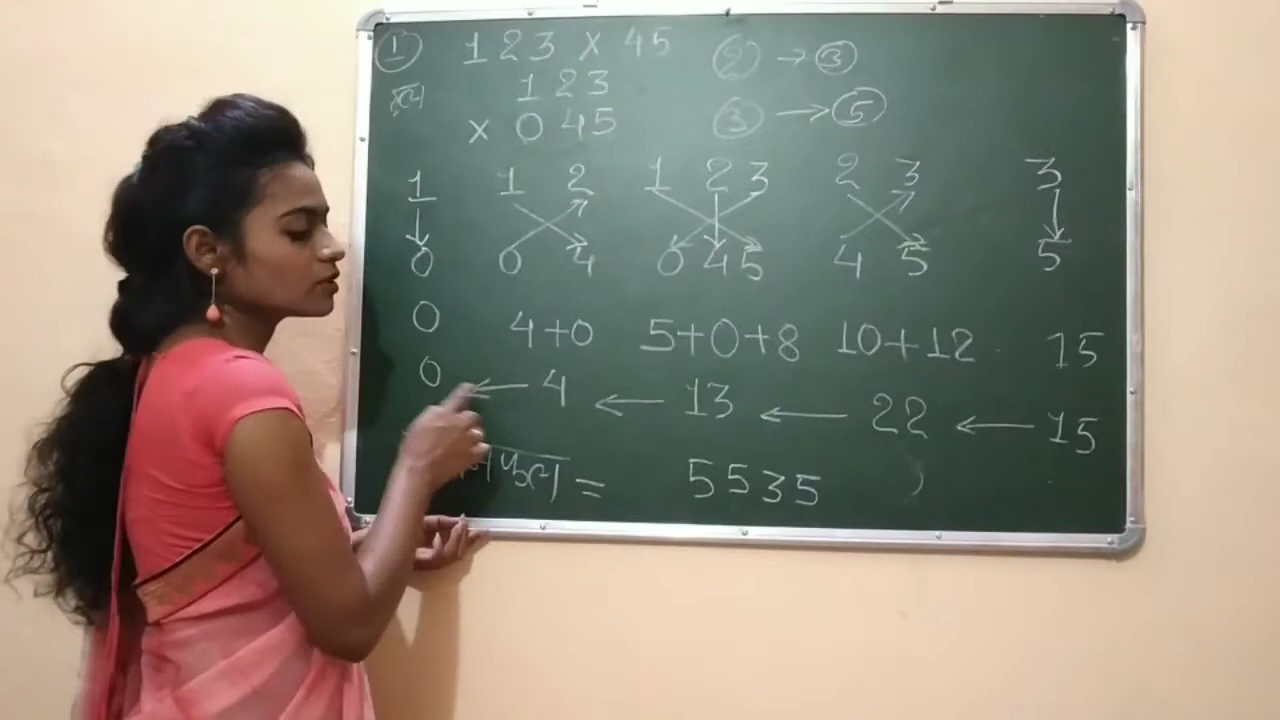 ① 123 × 45 ② → ③
हल 123
× 045 ③ → ⑤
1 1 2 1 2 3 2 3 3
0 0 4 0 4 5 4 5 5
0 4+0 5+0+8 10+12 15
0 ← 4 ← 13 ← 22 ← 15
= 5535